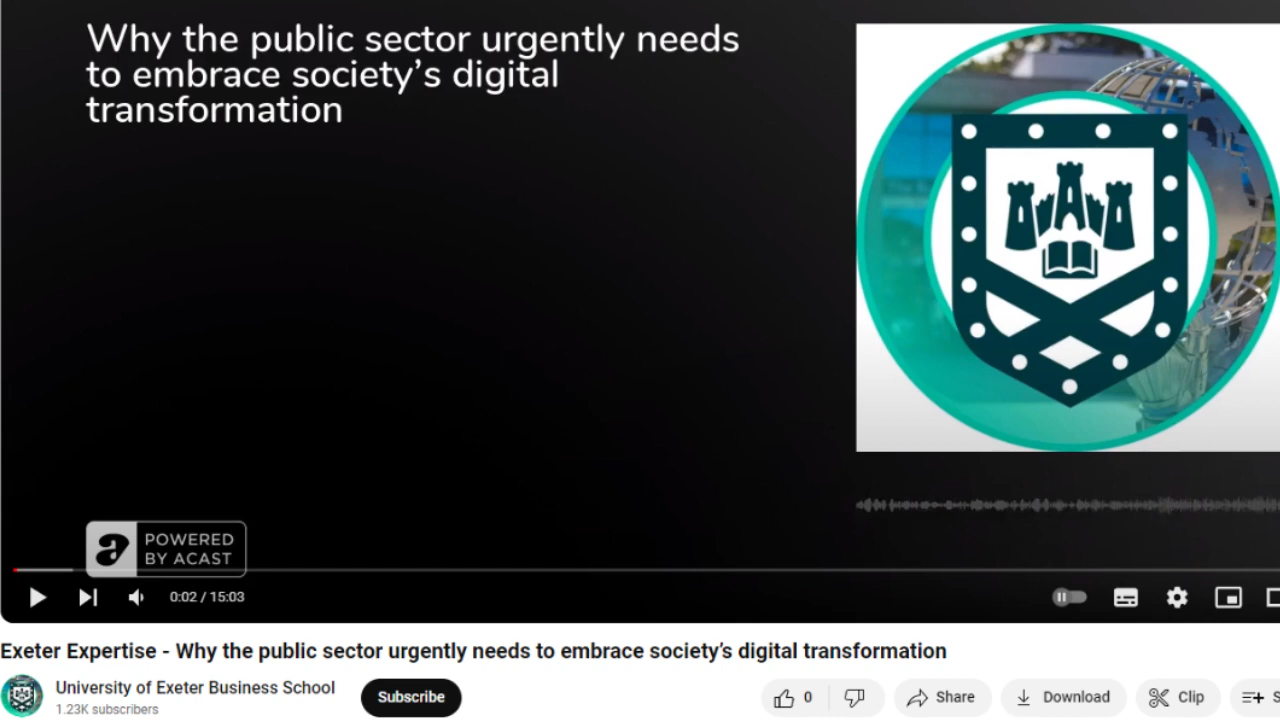 Why the public sector urgently needs
to embrace society’s digital
transformation
a POWERED
BY ACAST
0:02 / 15:03
Exeter Expertise - Why the public sector urgently needs to embrace society’s digital transformation
University of Exeter Business School
1.23K subscribers
Subscribe
0
Share
Download
Clip
S